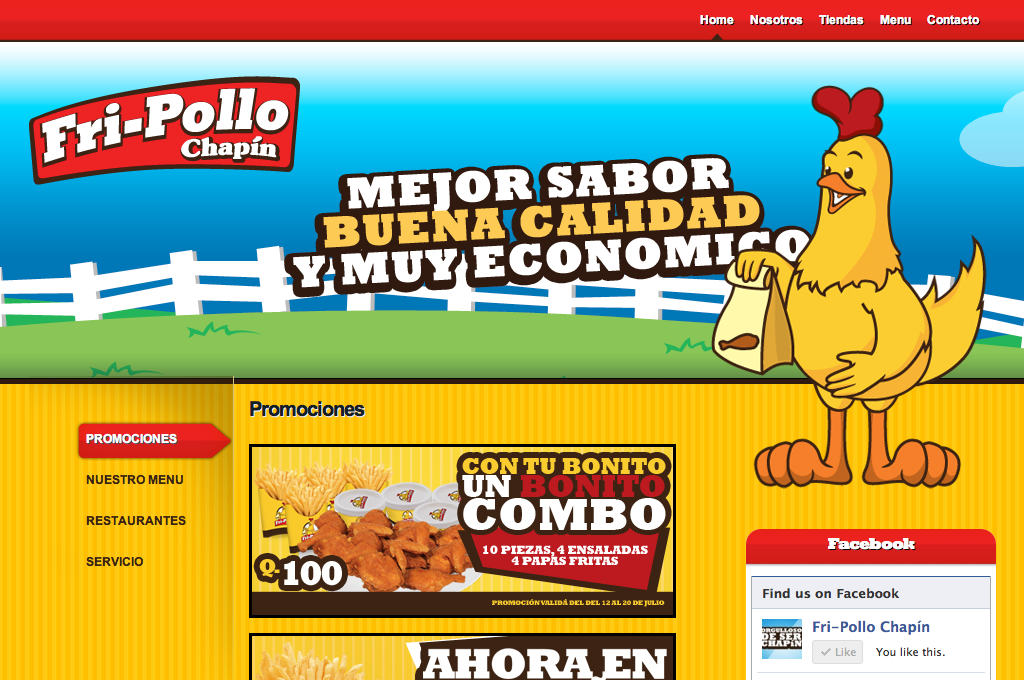 Home Nosotros Tiendas Menu Contacto
Fri-Pollo
Chapín
MEJOR SABOR
BUENA CALIDAD
Y MUY ECONOMICO
Promociones
PROMOCIONES
NUESTRO MENU
RESTAURANTES
SERVICIO
CON TU BONITO
UN BONITO
COMBO
10 PIEZAS, 4 ENSALADAS
4 PAPAS FRITAS
Q-100
PROMOCIÓN VALIDÁ DEL DEL 12 AL 20 DE JULIO
AHORA EN
Facebook
Find us on Facebook
ORGULLOSO
DE SER
CHAPÍN
Fri-Pollo Chapín
Like
You like this.